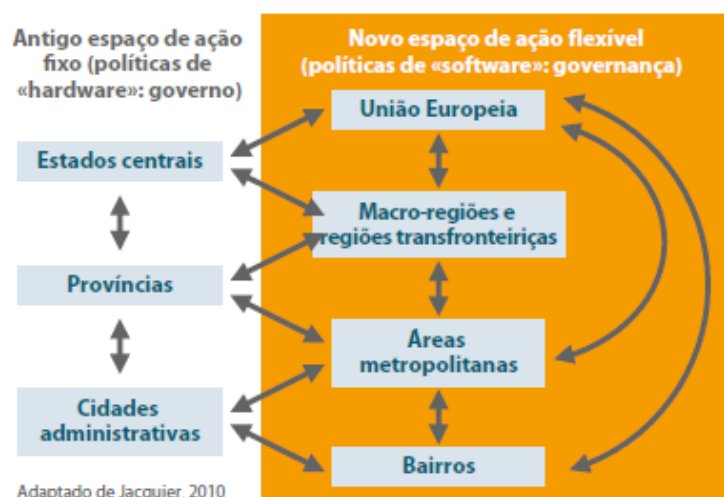 Antigo espaço de ação
fixo (políticas de
«hardware»: governo)
Estados centrais
Províncias
Cidades
administrativas
Adaptado de Jacquier, 2010
Novo espaço de ação flexível
(políticas de «software»: governança)
União Europeia
Macro-regiões e
regiões transfronteiriças
Áreas
metropolitanas
Bairros